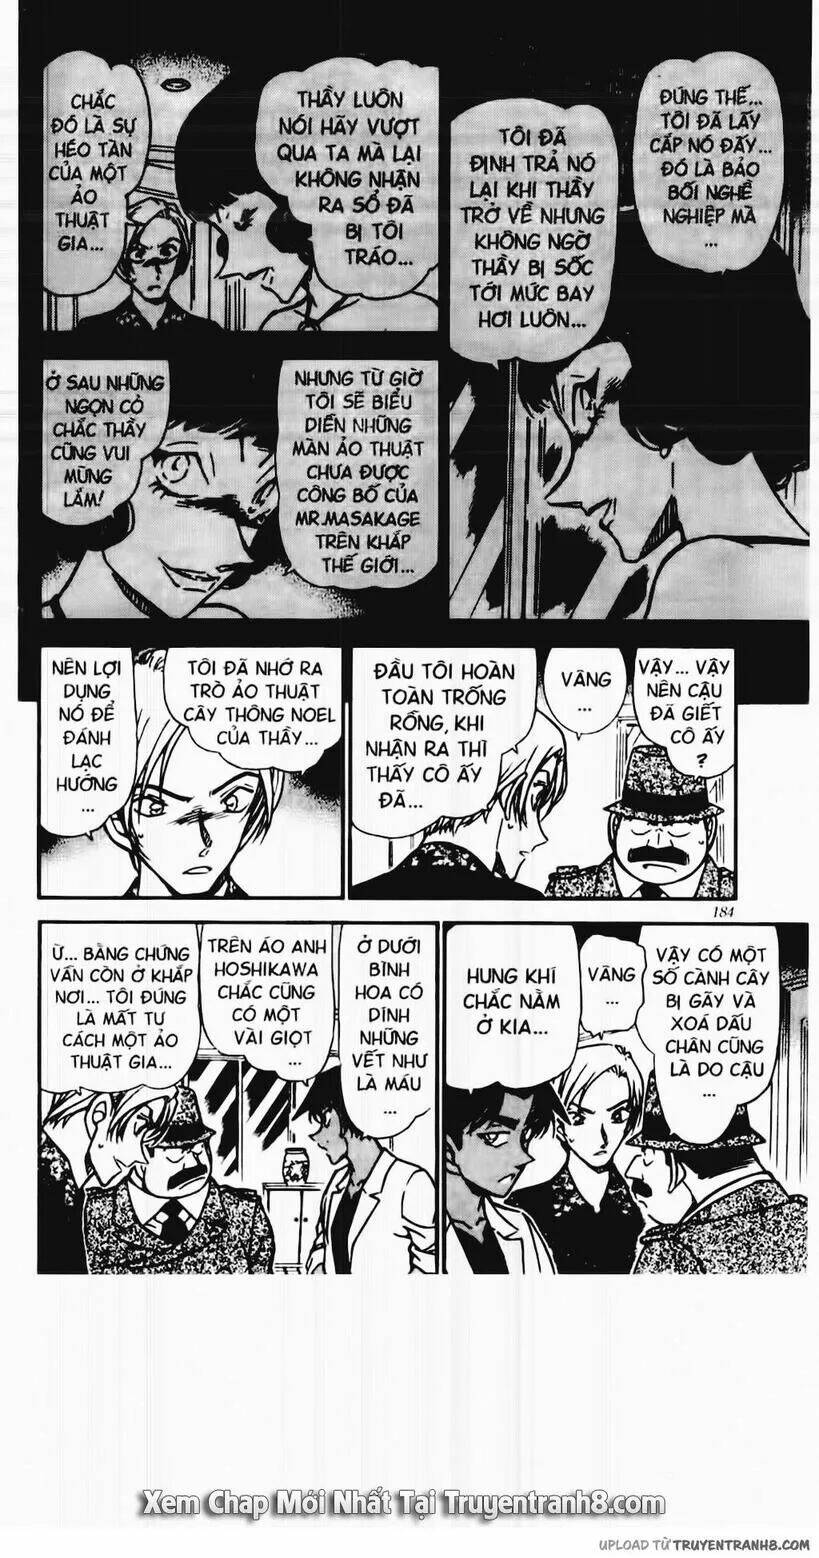 ĐÚNG THẾ...
TÔI ĐÃ LẤY
CẮP NÓ ĐẤY...
ĐÓ LÀ BẢO
BỐI NGHỀ
NGHIỆP MÀ
...
TÔI ĐÃ
ĐỊNH TRẢ NÓ
LẠI KHI THẦY
TRỞ VỀ NHƯNG
KHÔNG NGỜ
THẦY BỊ SỐC
TỚI MỨC BAY
HƠI LUÔN...
THẦY LUÔN
NÓI HÃY VƯỢT
QUA TA MÀ LẠI
KHÔNG NHẬN
RA SỔ ĐÃ
BỊ TÔI
TRÁO...
CHẮC
ĐÓ LÀ SỰ
HÉO TÀN
CỦA MỘT
ẢO
THUẬT
GIA...
NHƯNG TỪ GIỜ
TÔI SẼ BIỂU
DIỄN NHỮNG
MÀN ẢO THUẬT
CHƯA ĐƯỢC
CÔNG BỐ CỦA
MR.MASAKAGE
TRÊN KHẮP
THẾ GIỚI...
Ở SAU NHỮNG
NGỌN CỎ
CHẮC THẦY
CŨNG VUI
MỪNG
LẮM!
VẬY... VẬY
NÊN CẬU
ĐÃ GIẾT
CÔ ẤY
?
VÂNG
...
ĐẦU TÔI HOÀN
TOÀN TRỐNG
RỖNG, KHI
NHẬN RA THÌ
THẤY CÔ ẤY
ĐÃ...
TÔI ĐÃ NHỚ RA
TRÒ ẢO THUẬT
CÂY THÔNG NOEL
CỦA THẦY...
NÊN LỢI
DỤNG
NÓ ĐỂ
ĐÁNH
LẠC
HƯỚNG
...
184
VẬY CÓ MỘT
SỐ CÀNH CÂY
BỊ GÃY VÀ
XOÁ DẤU
CHÂN CŨNG
LÀ DO CẬU
...
VÂNG
...
HUNG KHÍ
CHẮC NẰM
Ở KIA...
Ở DƯỚI
BÌNH
HOA CÓ
DÍNH
NHỮNG
VẾT NHƯ
LÀ MÁU
...
TRÊN ÁO ANH
HOSHIKAWA
CHẮC CŨNG
CÓ MỘT
VÀI GIỌT
...
Ừ... BẰNG CHỨNG
VẪN CÒN Ở KHẮP
NƠI... TÔI ĐÚNG
LÀ MẤT TƯ
CÁCH MỘT ẢO
THUẬT GIA...
Xem Chap Mới Nhất Tại Truyentranh8.com
UPLOAD TỪ TRUYENTRANH8.COM